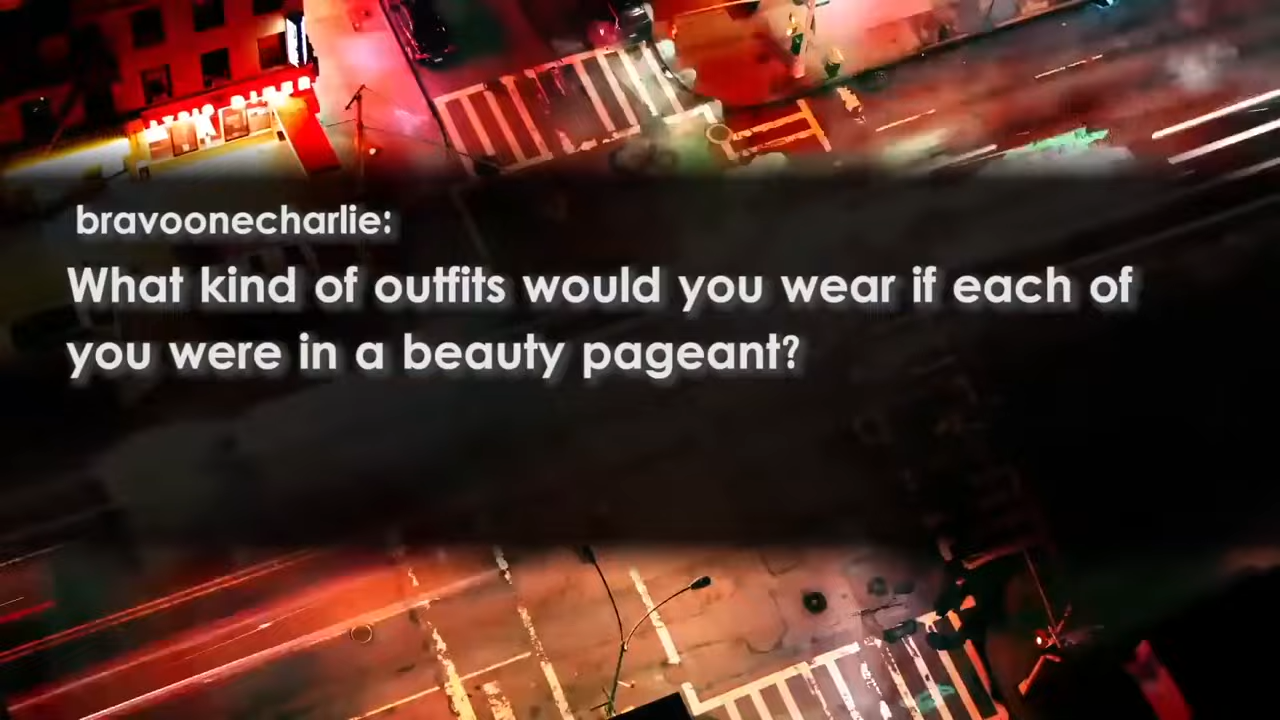 bravoonecharlie:
What kind of outfits would you wear if each of
you were in a beauty pageant?